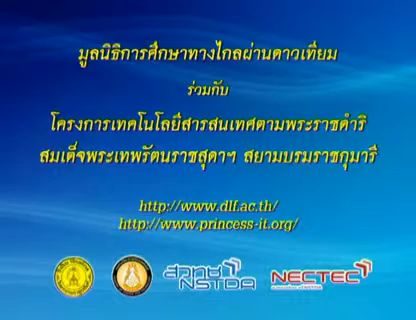 มูลนิธิการศึกษาทางไกลผ่านดาวเทียม
ร่วมกับ
โครงการเทคโนโลยีสารสนเทศตามพระราชดำริ
สมเด็จพระเทพรัตนราชสุดาฯ สยามบรมราชกุมารี
http://www.dlf.ac.th/
http://www.princess-it.org/
สวทช
NSTDA
NECTEC